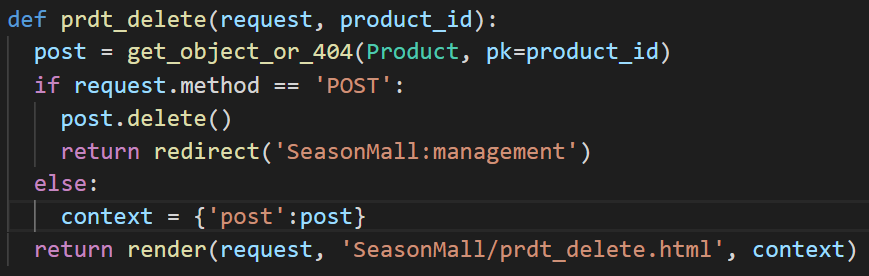 def prdt_delete(request, product_id):
  post = get_object_or_404(Product, pk=product_id)
  if request.method == 'POST':
    post.delete()
    return redirect('SeasonMall:management')
  else:
    context = {'post':post}
  return render(request, 'SeasonMall/prdt_delete.html', context)